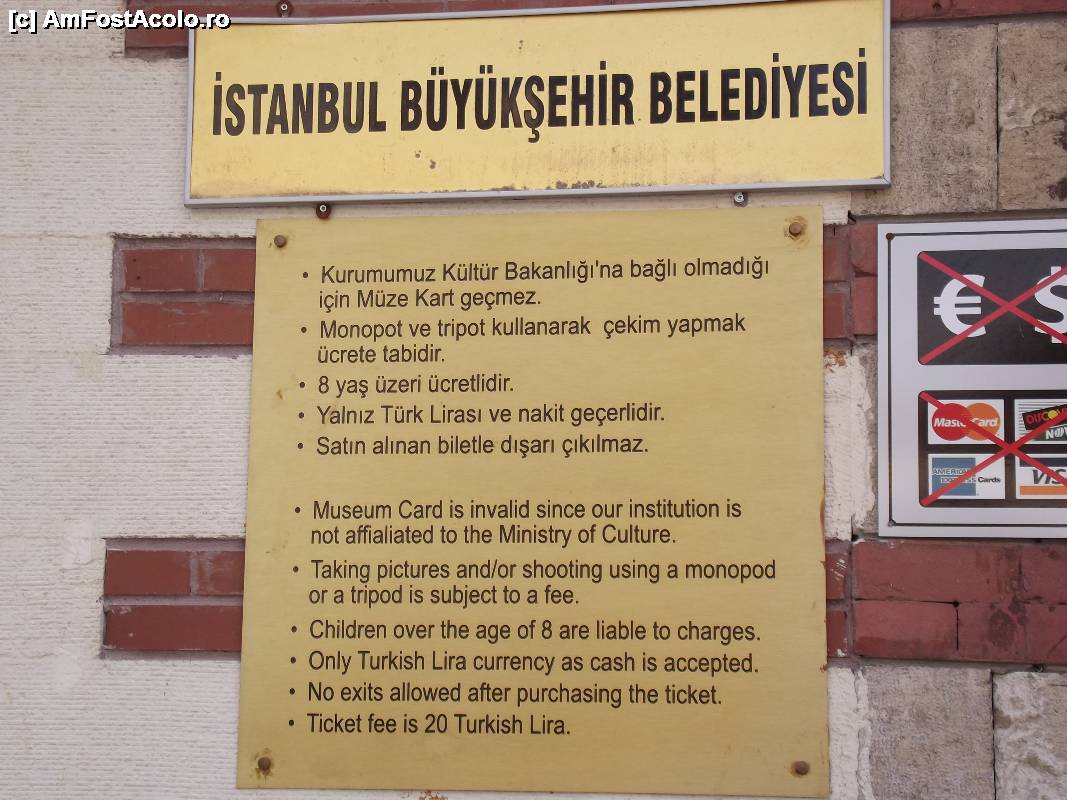 [c] AmFostAcolo.ro
İSTANBUL BÜYÜKŞEHİR BELEDİYESİ
• Kurumumuz Kültür Bakanlığı'na bağlı olmadığı
için Müze Kart geçmez.
• Monopot ve tripot kullanarak çekim yapmak
ücrete tabidir.
• 8 yaş üzeri ücretlidir.
• Yalnız Türk Lirası ve nakit geçerlidir.
• Satın alınan biletle dışarı çıkılmaz.
• Museum Card is invalid since our institution is
not affialiated to the Ministry of Culture.
• Taking pictures and/or shooting using a monopod
or a tripod is subject to a fee.
• Children over the age of 8 are liable to charges.
• Only Turkish Lira currency as cash is accepted.
• No exits allowed after purchasing the ticket.
• Ticket fee is 20 Turkish Lira.
€ $
MasterCard
AMERICAN EXPRESS Cards